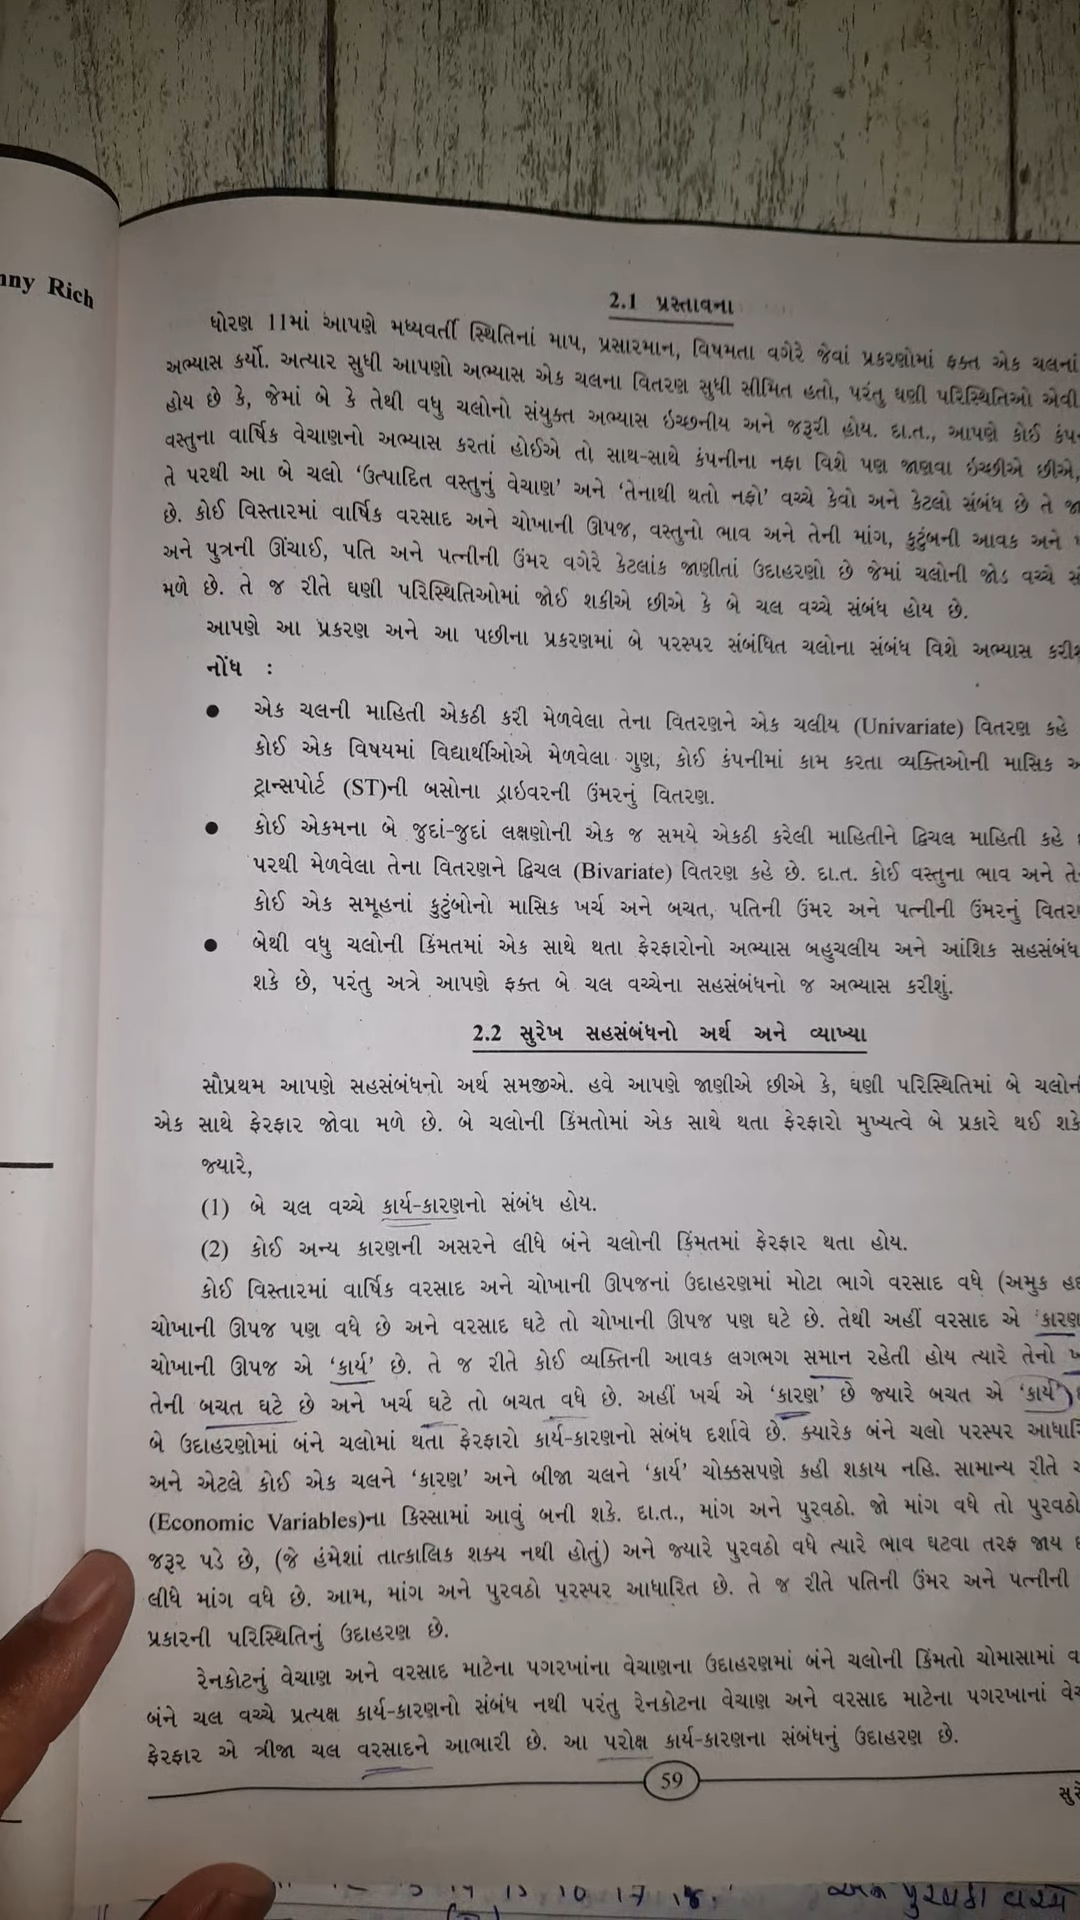 nny Rich
2.1 પ્રસ્તાવના
ધોરણ 11માં આપણે મધ્યવર્તી સ્થિતિનાં માપ, પ્રસારમાન, વિષમતા વગેરે જેવાં પ્રકરણોમાં ફક્ત એક ચલનાં
અભ્યાસ કર્યો. અત્યાર સુધી આપણો અભ્યાસ એક ચલના વિતરણ સુધી સીમિત હતો, પરંતુ ઘણી પરિસ્થિતિઓ એવી
હોય છે કે, જેમાં બે કે તેથી વધુ ચલોનો સંયુક્ત અભ્યાસ ઇચ્છનીય અને જરૂરી હોય. દા.ત., આપણે કોઈ કંપ
વસ્તુના વાર્ષિક વેચાણનો અભ્યાસ કરતાં હોઈએ તો સાથ-સાથે કંપનીના નફા વિશે પણ જાણવા ઇચ્છીએ છીએ,
તે પરથી આ બે ચલો ‘ઉત્પાદિત વસ્તુનું વેચાણ’ અને ‘તેનાથી થતો નફો’ વચ્ચે કેવો અને કેટલો સંબંધ છે તે જા
છે. કોઈ વિસ્તારમાં વાર્ષિક વરસાદ અને ચોખાની ઊપજ, વસ્તુનો ભાવ અને તેની માંગ, કુટુંબની આવક અને
અને પુત્રની ઊંચાઈ, પતિ અને પત્નીની ઉંમર વગેરે કેટલાંક જાણીતાં ઉદાહરણો છે જેમાં ચલોની જોડ વચ્ચે
મળે છે. તે જ રીતે ઘણી પરિસ્થિતિઓમાં જોઈ શકીએ છીએ કે બે ચલ વચ્ચે સંબંધ હોય છે.
આપણે આ પ્રકરણ અને આ પછીના પ્રકરણમાં બે પરસ્પર સંબંધિત ચલોના સંબંધ વિશે અભ્યાસ કરીશ
નોંધ :
● એક ચલની માહિતી એકઠી કરી મેળવેલા તેના વિતરણને એક ચલીય (Univariate) વિતરણ કહે
કોઈ એક વિષયમાં વિદ્યાર્થીઓએ મેળવેલા ગુણ, કોઈ કંપનીમાં કામ કરતા વ્યક્તિઓની માસિક
ટ્રાન્સપોર્ટ (ST)ની બસોના ડ્રાઇવરની ઉંમરનું વિતરણ.
● કોઈ એકમના બે જુદાં-જુદાં લક્ષણોની એક જ સમયે એકઠી કરેલી માહિતીને દ્વિચલ માહિતી કહે
પરથી મેળવેલા તેના વિતરણને દ્વિચલ (Bivariate) વિતરણ કહે છે. દા.ત. કોઈ વસ્તુના ભાવ અને તે
કોઈ એક સમૂહનાં કુટુંબોનો માસિક ખર્ચ અને બચત, પતિની ઉંમર અને પત્નીની ઉંમરનું વિતર
● બેથી વધુ ચલોની કિંમતમાં એક સાથે થતા ફેરફારોનો અભ્યાસ બહુચલીય અને આંશિક સહસંબંધ
શકે છે, પરંતુ અત્રે આપણે ફક્ત બે ચલ વચ્ચેના સહસંબંધનો જ અભ્યાસ કરીશું.
2.2 સુરેખ સહસંબંધનો અર્થ અને વ્યાખ્યા
સૌપ્રથમ આપણે સહસંબંધનો અર્થ સમજીએ. હવે આપણે જાણીએ છીએ કે, ઘણી પરિસ્થિતિમાં બે ચલોની
એક સાથે ફેરફાર જોવા મળે છે. બે ચલોની કિંમતોમાં એક સાથે થતા ફેરફારો મુખ્યત્વે બે પ્રકારે થઈ શકે
જ્યારે,
(1) બે ચલ વચ્ચે કાર્ય-કારણનો સંબંધ હોય.
(2) કોઈ અન્ય કારણની અસરને લીધે બંને ચલોની કિંમતમાં ફેરફાર થતા હોય.
કોઈ વિસ્તારમાં વાર્ષિક વરસાદ અને ચોખાની ઊપજનાં ઉદાહરણમાં મોટા ભાગે વરસાદ વધે (અમુક હદ
ચોખાની ઊપજ પણ વધે છે અને વરસાદ ઘટે તો ચોખાની ઊપજ પણ ઘટે છે. તેથી અહીં વરસાદ એ ‘કારણ
ચોખાની ઊપજ એ ‘કાર્ય’ છે. તે જ રીતે કોઈ વ્યક્તિની આવક લગભગ સમાન રહેતી હોય ત્યારે તેનો
તેની બચત ઘટે છે અને ખર્ચ ઘટે તો બચત વધે છે. અહીં ખર્ચ એ ‘કારણ’ છે જ્યારે બચત એ ‘કાર્ય’
બે ઉદાહરણોમાં બંને ચલોમાં થતા ફેરફારો કાર્ય-કારણનો સંબંધ દર્શાવે છે. ક્યારેક બંને ચલો પરસ્પર આધારિ
અને એટલે કોઈ એક ચલને ‘કારણ’ અને બીજા ચલને ‘કાર્ય’ ચોક્કસપણે કહી શકાય નહિ. સામાન્ય રીતે
(Economic Variables)ના કિસ્સામાં આવું બની શકે. દા.ત., માંગ અને પુરવઠો. જો માંગ વધે તો પુરવઠો
જરૂર પડે છે, (જે હંમેશાં તાત્કાલિક શક્ય નથી હોતું) અને જ્યારે પુરવઠો વધે ત્યારે ભાવ ઘટવા તરફ જાય
લીધે માંગ વધે છે. આમ, માંગ અને પુરવઠો પરસ્પર આધારિત છે. તે જ રીતે પતિની ઉંમર અને પત્નીની
પ્રકારની પરિસ્થિતિનું ઉદાહરણ છે.
રેનકોટનું વેચાણ અને વરસાદ માટેના પગરખાંના વેચાણના ઉદાહરણમાં બંને ચલોની કિંમતો ચોમાસામાં વ
બંને ચલ વચ્ચે પ્રત્યક્ષ કાર્ય-કારણનો સંબંધ નથી પરંતુ રેનકોટના વેચાણ અને વરસાદ માટેના પગરખાનાં વે
ફેરફાર એ ત્રીજા ચલ વરસાદને આભારી છે. આ પરોક્ષ કાર્ય-કારણના સંબંધનું ઉદાહરણ છે.
59
સુરે
15 10 17 18.